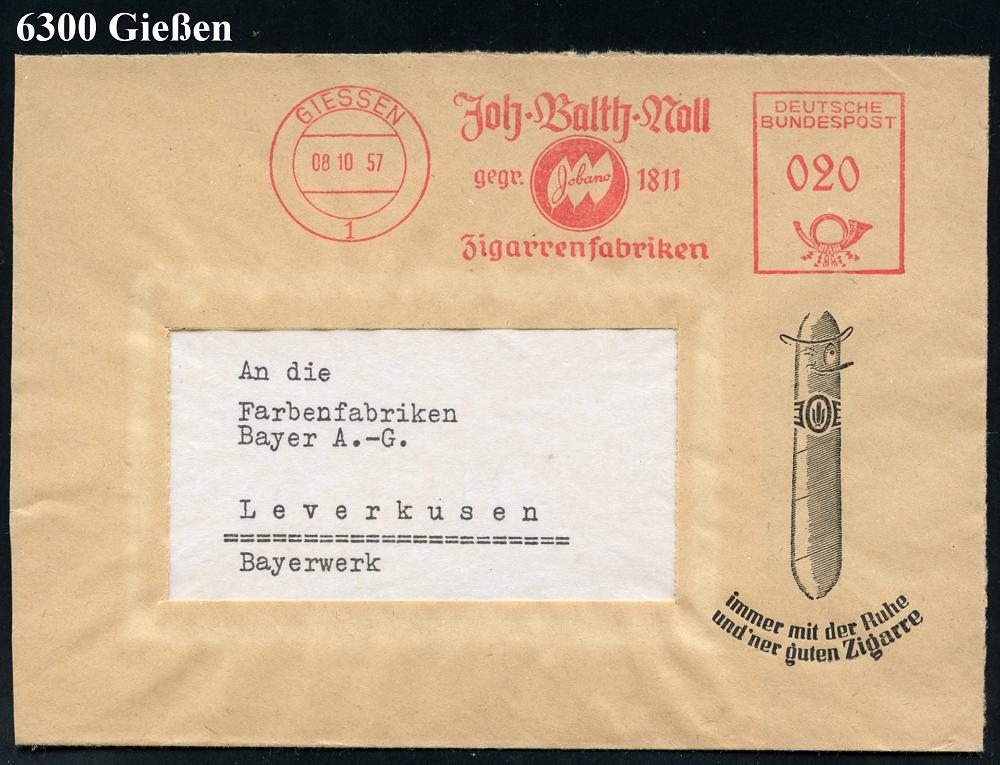 6300 Gießen
GIESSEN
08 10 57
1
Joh·Balth·Noll
gegr. Jobano 1811
Zigarrenfabriken
DEUTSCHE
BUNDESPOST
020
An die
Farbenfabriken
Bayer A.-G.
Leverkusen
======================
Bayerwerk
immer mit der Ruhe
und 'ner guten Zigarre